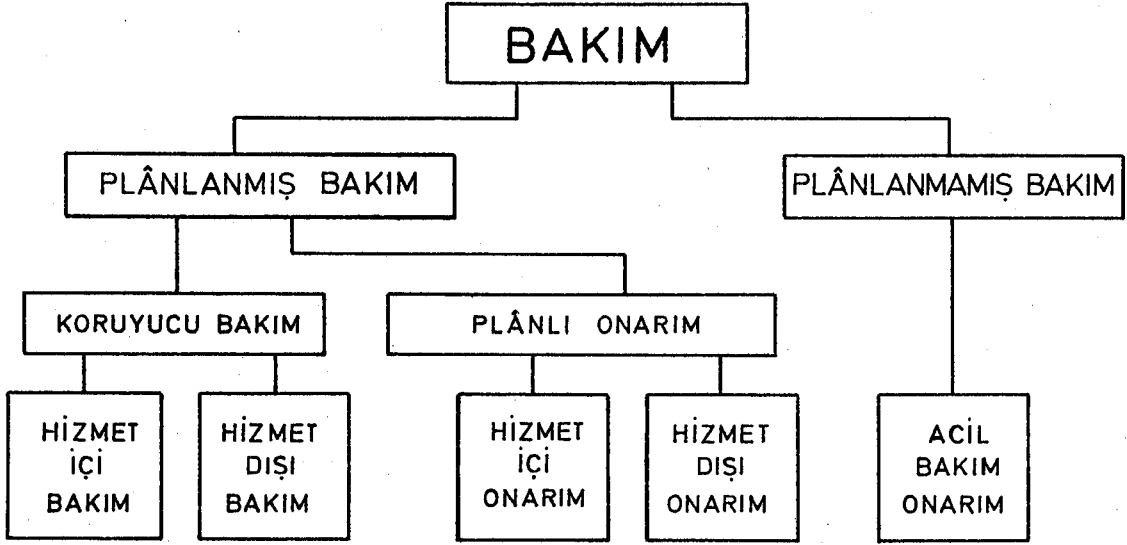 BAKIM
PLÂNLANMIŞ BAKIM
PLÂNLANMAMIŞ BAKIM
KORUYUCU BAKIM
PLÂNLI ONARIM
HİZMET
İÇİ
BAKIM
HİZMET
DIŞI
BAKIM
HİZMET
İÇİ
ONARIM
HİZMET
DIŞI
ONARIM
ACİL
BAKIM
ONARIM